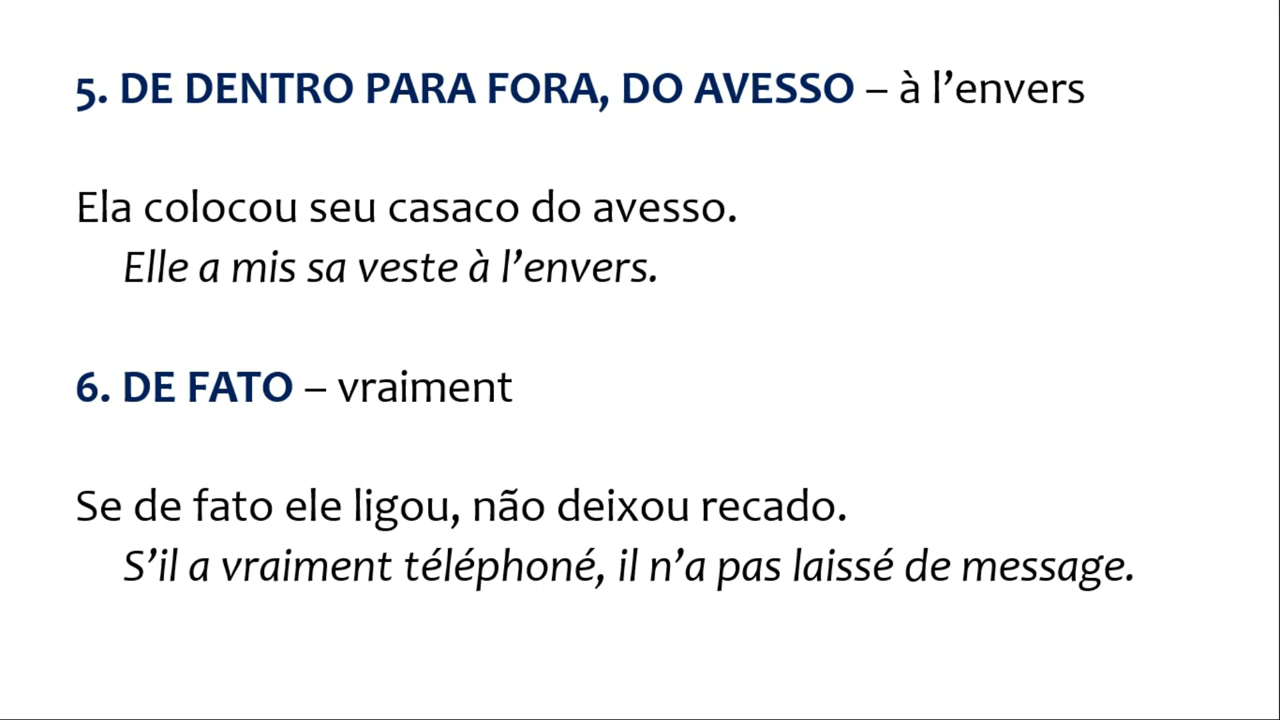 5. DE DENTRO PARA FORA, DO AVESSO – à l’envers
Ela colocou seu casaco do avesso.
Elle a mis sa veste à l’envers.
6. DE FATO – vraiment
Se de fato ele ligou, não deixou recado.
S’il a vraiment téléphoné, il n’a pas laissé de message.